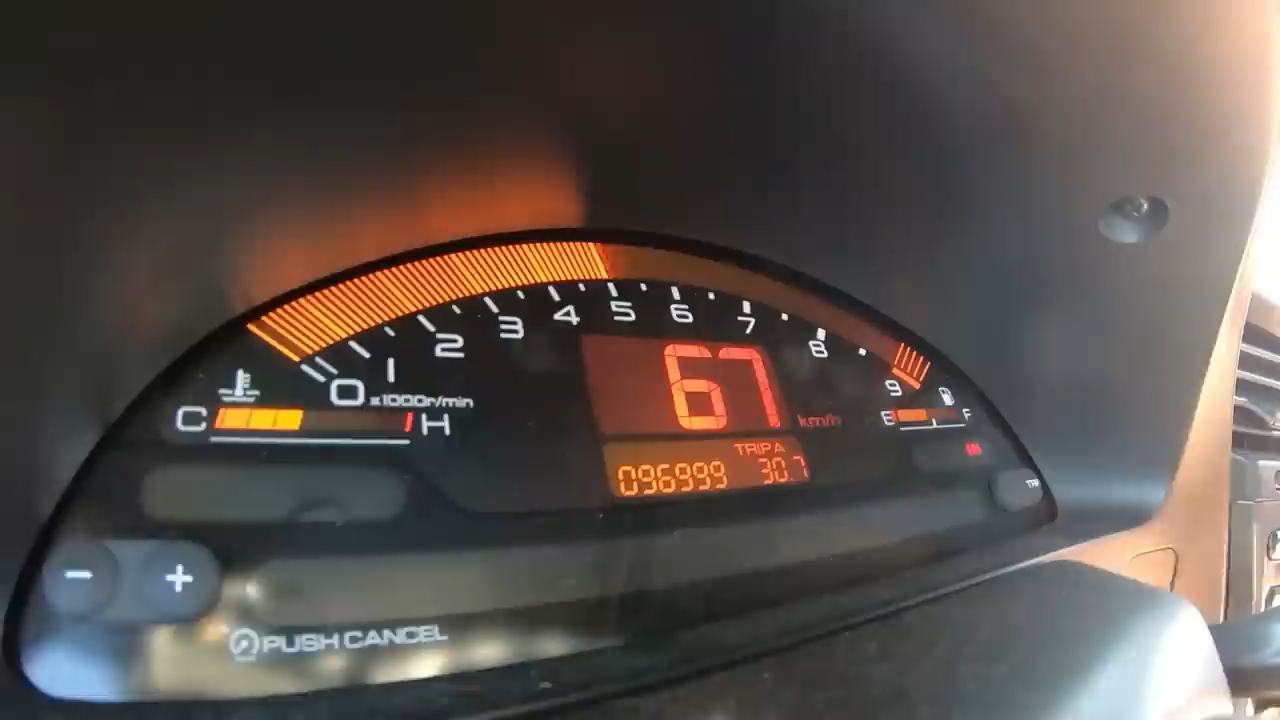 0 1 2 3 4 5 6 7 8 9
x1000r/min
C H
67 km/h
E F
TRIP A
096999 30.7
- +
PUSH CANCEL